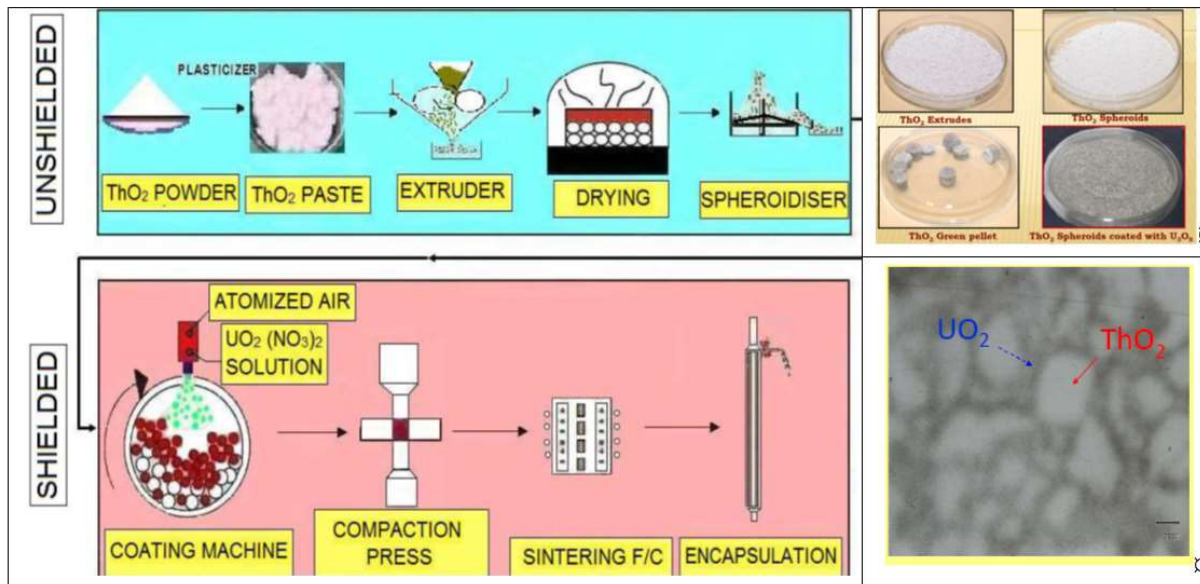 UNSHIELDED
PLASTICIZER
ThO₂ POWDER
ThO₂ PASTE
EXTRUDER
DRYING
SPHEROIDISER
ThO₂ Extrudes
ThO₂ Spheroids
ThO₂ Green pellet
ThO₂ Spheroids coated with U₃O₈
SHIELDED
ATOMIZED AIR
UO₂ (NO₃)₂
SOLUTION
COATING MACHINE
COMPACTION
PRESS
SINTERING F/C
ENCAPSULATION
UO₂
ThO₂